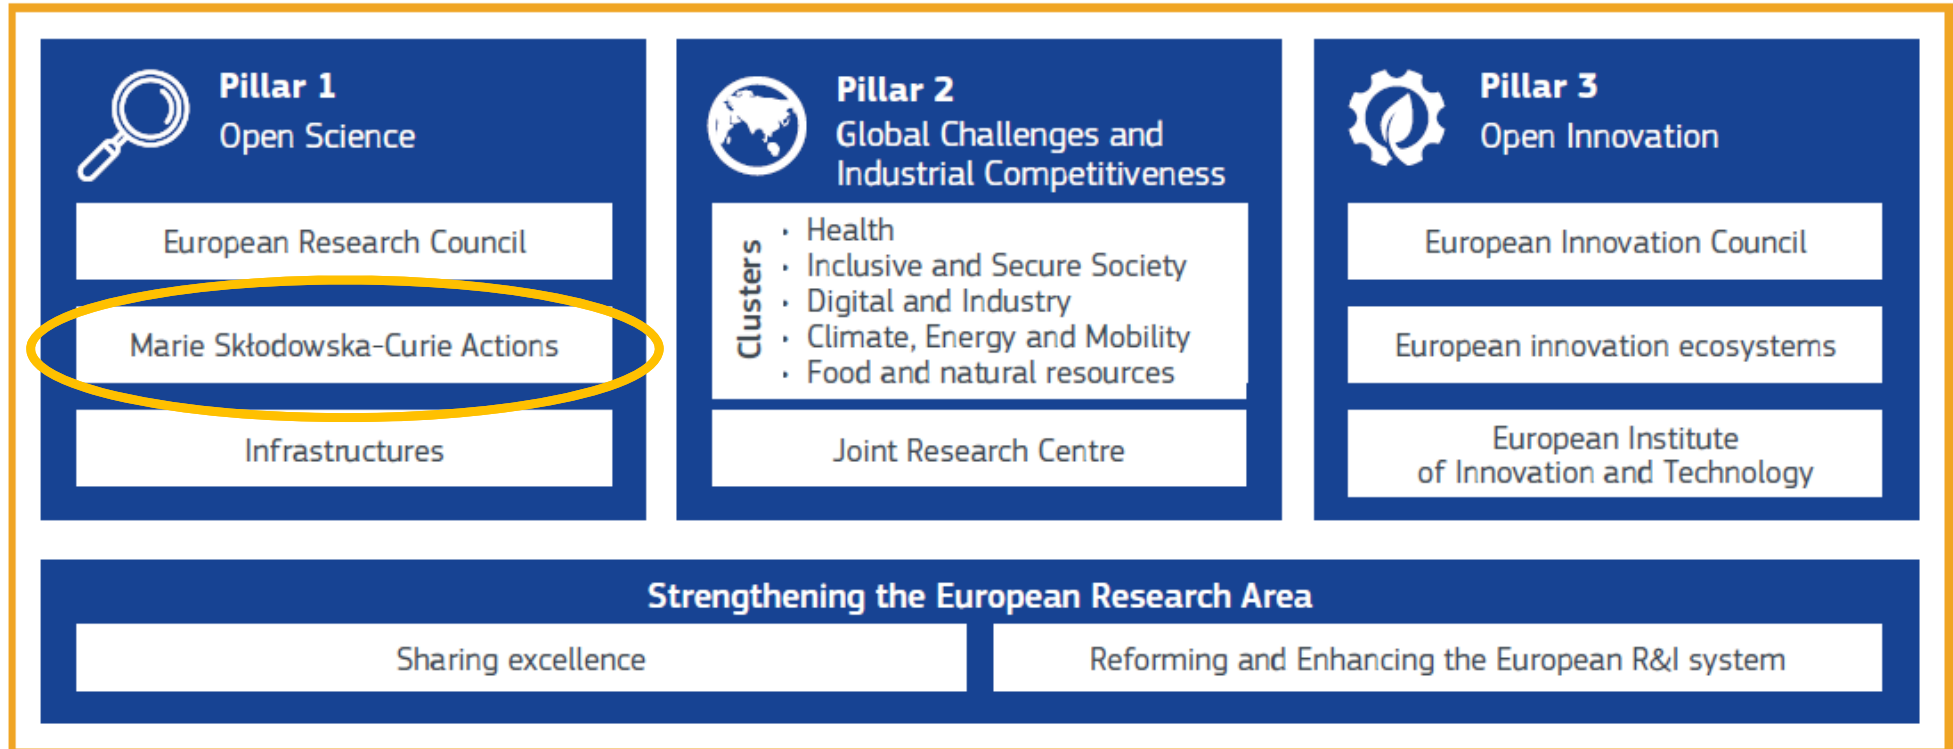 Pillar 1
Open Science
European Research Council
Marie Skłodowska-Curie Actions
Infrastructures
Pillar 2
Global Challenges and
Industrial Competitiveness
Clusters
· Health
· Inclusive and Secure Society
· Digital and Industry
· Climate, Energy and Mobility
· Food and natural resources
Joint Research Centre
Pillar 3
Open Innovation
European Innovation Council
European innovation ecosystems
European Institute
of Innovation and Technology
Strengthening the European Research Area
Sharing excellence
Reforming and Enhancing the European R&I system